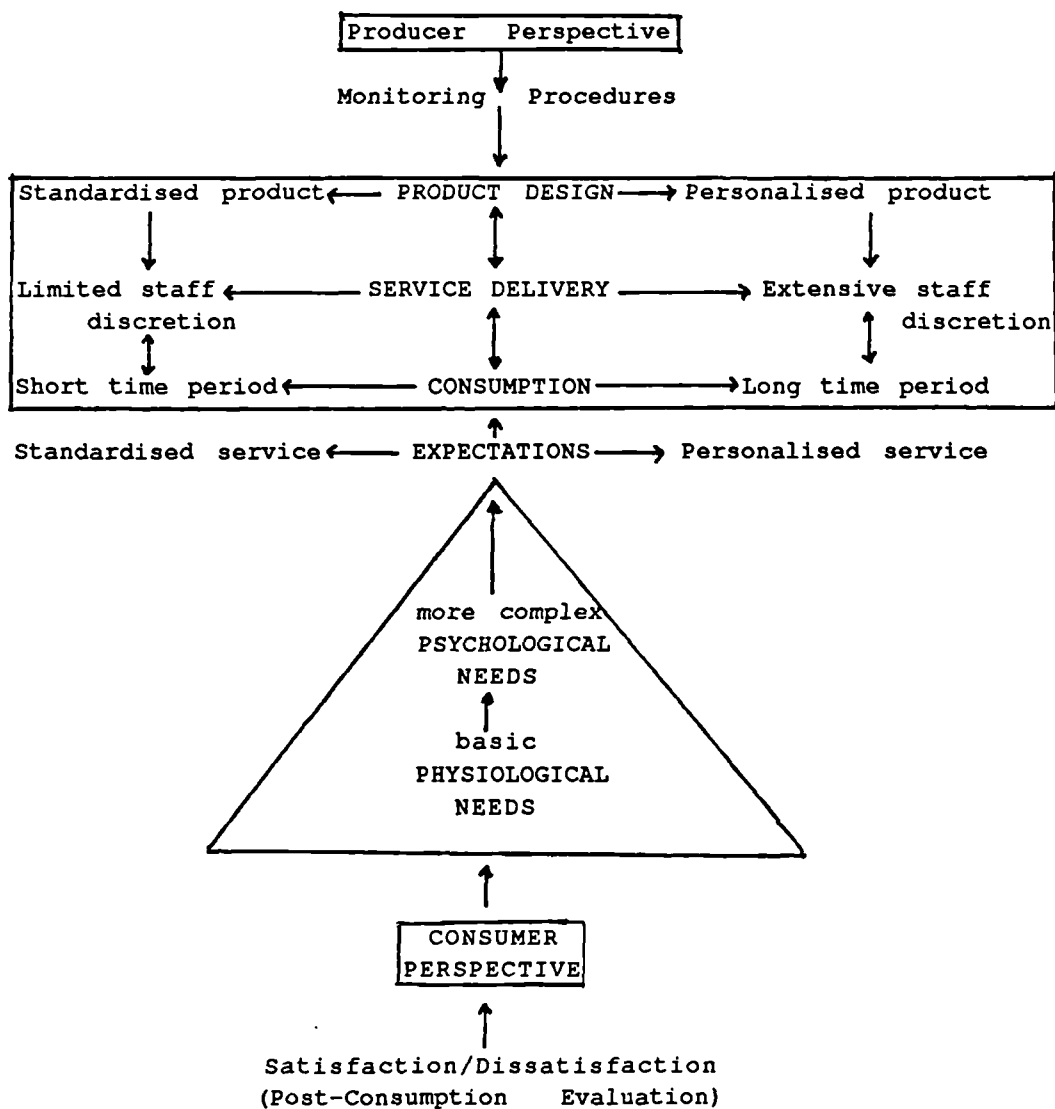 Producer Perspective
Monitoring Procedures
Standardised product PRODUCT DESIGN Personalised product
Limited staff SERVICE DELIVERY Extensive staff
discretion discretion
Short time period CONSUMPTION Long time period
Standardised service EXPECTATIONS Personalised service
more complex
PSYCHOLOGICAL
NEEDS
basic
PHYSIOLOGICAL
NEEDS
CONSUMER
PERSPECTIVE
Satisfaction/Dissatisfaction
(Post-Consumption Evaluation)